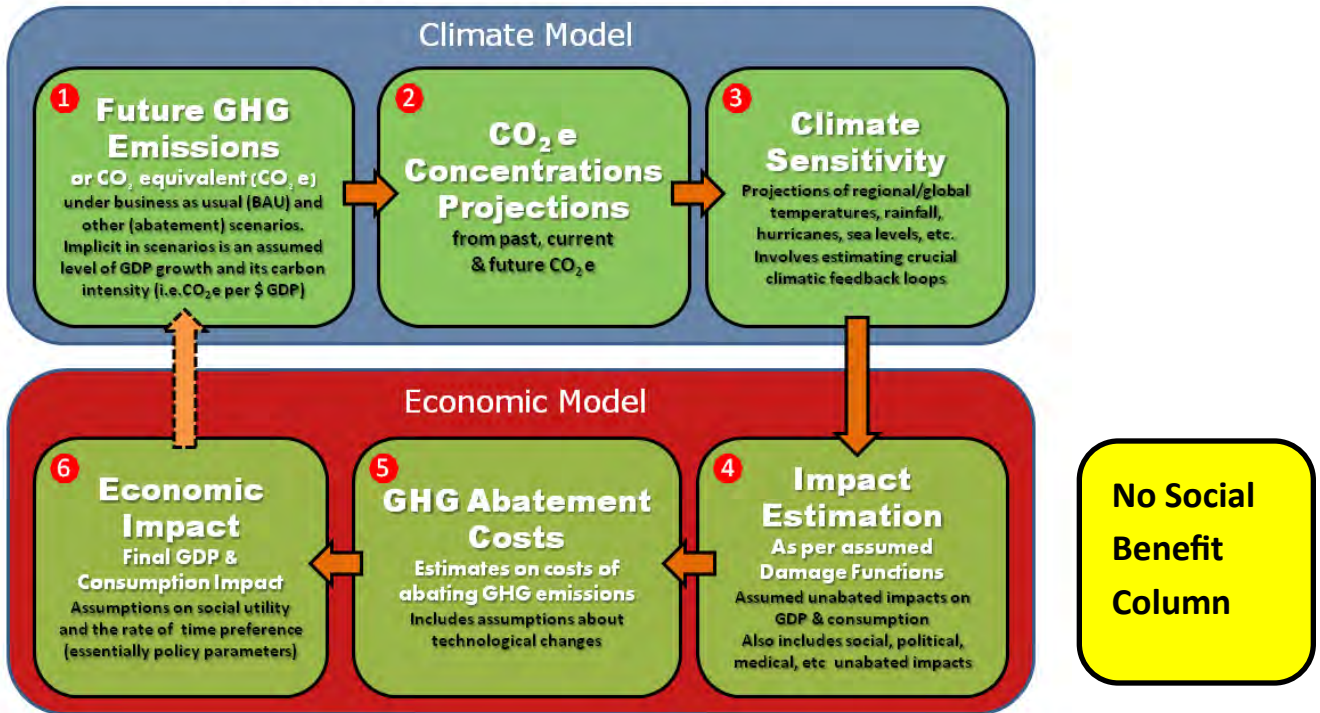 Climate Model
1
Future GHG
Emissions
or CO₂ equivalent (CO₂ e)
under business as usual (BAU) and
other (abatement) scenarios.
Implicit in scenarios is an assumed
level of GDP growth and its carbon
intensity (i.e.CO₂e per $ GDP)
2
CO₂ e
Concentrations
Projections
from past, current
& future CO₂ e
3
Climate
Sensitivity
Projections of regional/global
temperatures, rainfall,
hurricanes, sea levels, etc.
Involves estimating crucial
climatic feedback loops
Economic Model
6
Economic
Impact
Final GDP &
Consumption Impact
Assumptions on social utility
and the rate of time preference
(essentially policy parameters)
5
GHG Abatement
Costs
Estimates on costs of
abating GHG emissions
Includes assumptions about
technological changes
4
Impact
Estimation
As per assumed
Damage Functions
Assumed unabated impacts on
GDP & consumption
Also includes social, political,
medical, etc unabated impacts
No Social
Benefit
Column